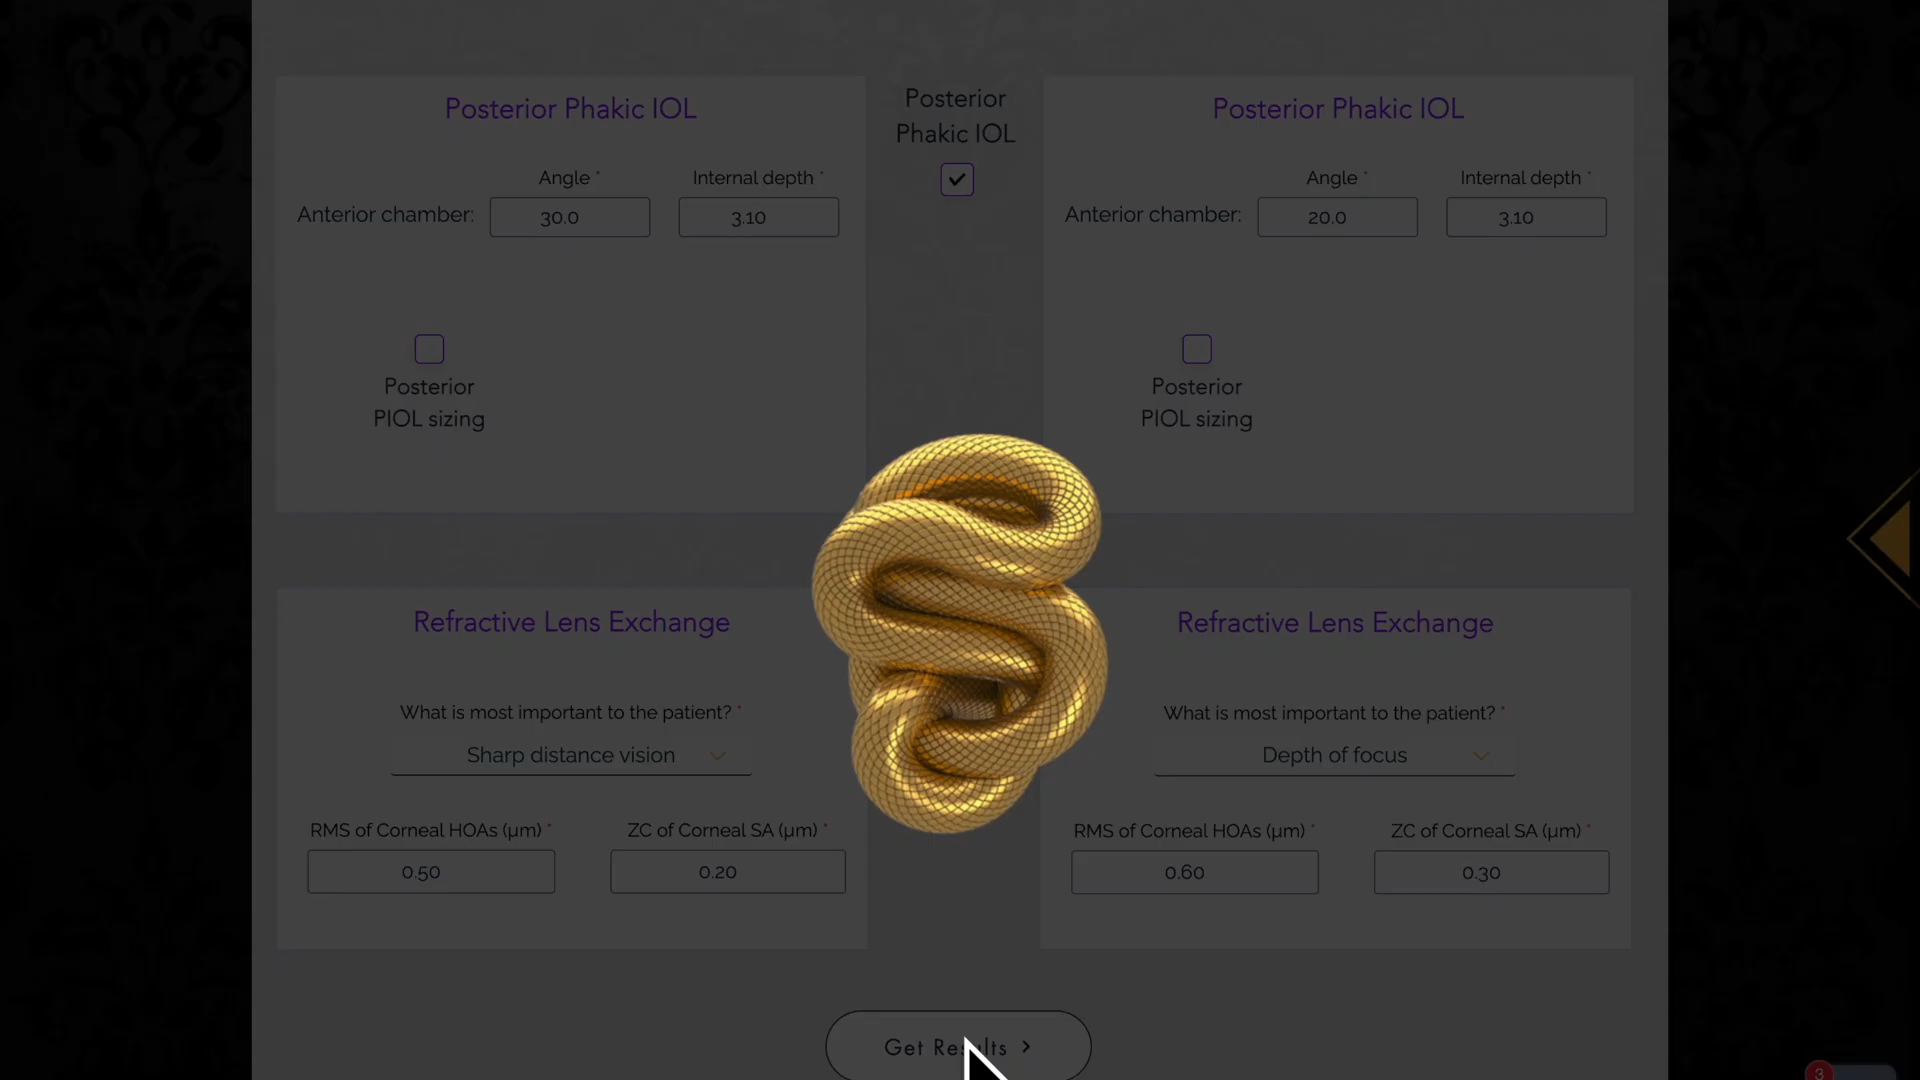 Posterior Phakic IOL
Angle *
Internal depth *
Anterior chamber:
30.0
3.10
Posterior
PIOL sizing
Posterior
Phakic IOL
Posterior Phakic IOL
Angle *
Internal depth *
Anterior chamber:
20.0
3.10
Posterior
PIOL sizing
Refractive Lens Exchange
What is most important to the patient? *
Sharp distance vision
RMS of Corneal HOAs (µm) *
ZC of Corneal SA (µm) *
0.50
0.20
Refractive Lens Exchange
What is most important to the patient? *
Depth of focus
RMS of Corneal HOAs (µm) *
ZC of Corneal SA (µm) *
0.60
0.30
Get Results >
3